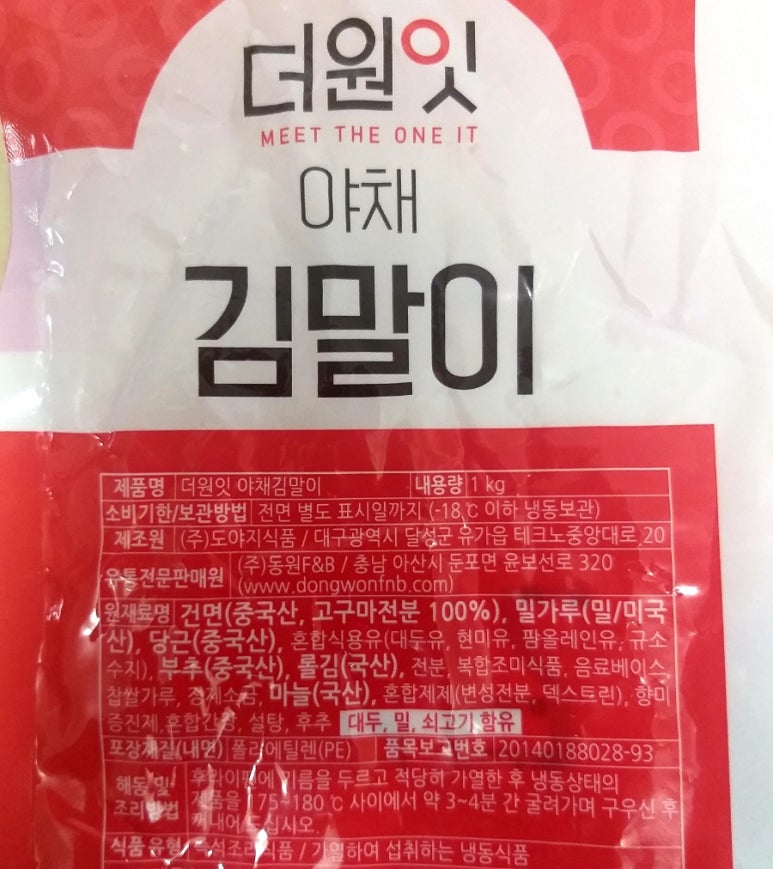 더원잇
MEET THE ONE IT
야채
김말이
제품명 더원잇 야채김말이 내용량 1 kg
소비기한/보관방법 전면 별도 표시일까지 (-18℃ 이하 냉동보관)
제조원 (주)도야지식품 / 대구광역시 달성군 유가읍 테크노중앙대로 20
유통전문판매원 (주)동원F&B / 충남 아산시 둔포면 윤보선로 320
(www.dongwonfnb.com)
원재료명 건면(중국산, 고구마전분 100%), 밀가루(밀/미국
산), 당근(중국산), 혼합식용유(대두유, 현미유, 팜올레인유, 규소
수지), 부추(중국산), 롤김(국산), 전분, 복합조미식품, 음료베이스,
찹쌀가루, 정제소금, 마늘(국산), 혼합제제(변성전분, 덱스트린), 향미
증진제, 혼합간장, 설탕, 후추 대두, 밀, 쇠고기 함유
포장재질(내면) 폴리에틸렌(PE) 품목보고번호 20140188028-93
해동 및 후라이팬에 기름을 두르고 적당히 가열한 후 냉동상태의
조리방법 제품을 175~180 ℃ 사이에서 약 3~4분 간 굴려가며 구우신 후
꺼내어 드십시오.
식품 유형 즉석조리식품 / 가열하여 섭취하는 냉동식품